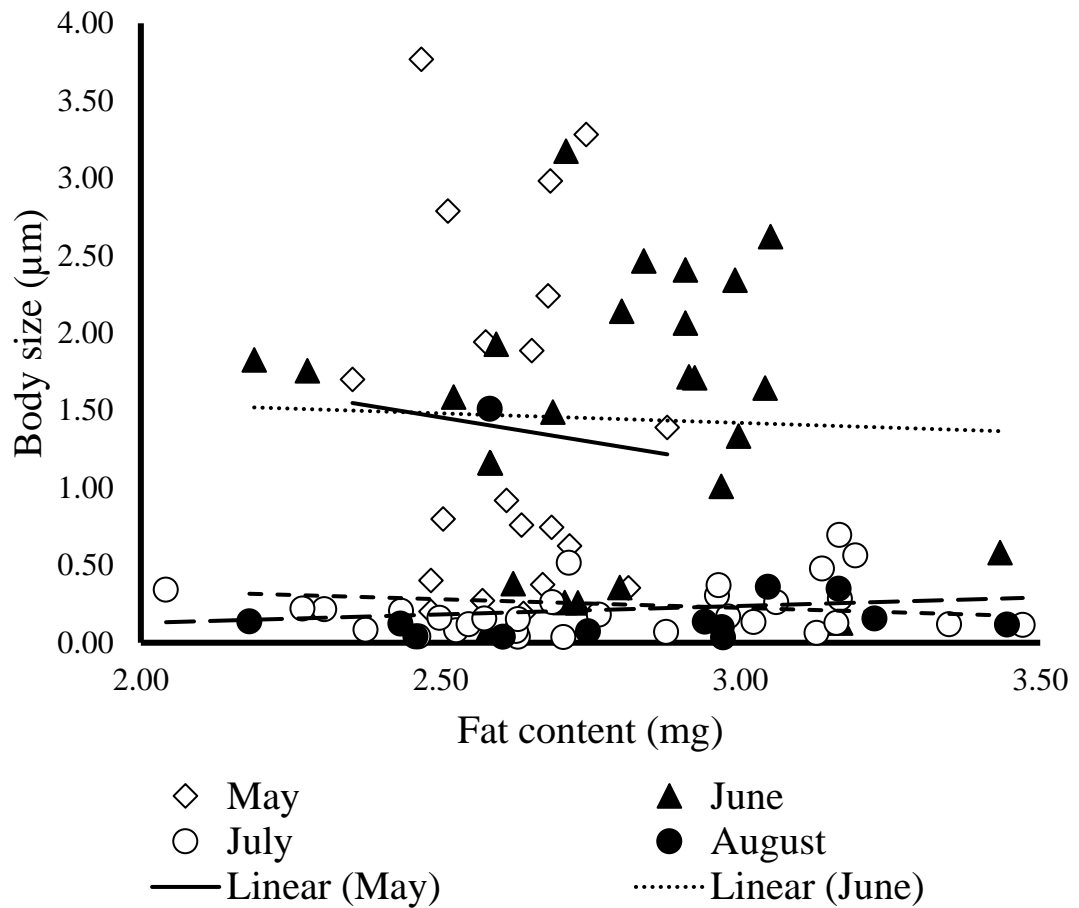 4.00
3.50
3.00
2.50
2.00
1.50
1.00
0.50
0.00
Body size (µm)
2.00 2.50 3.00 3.50
Fat content (mg)
May June
July August
Linear (May) Linear (June)